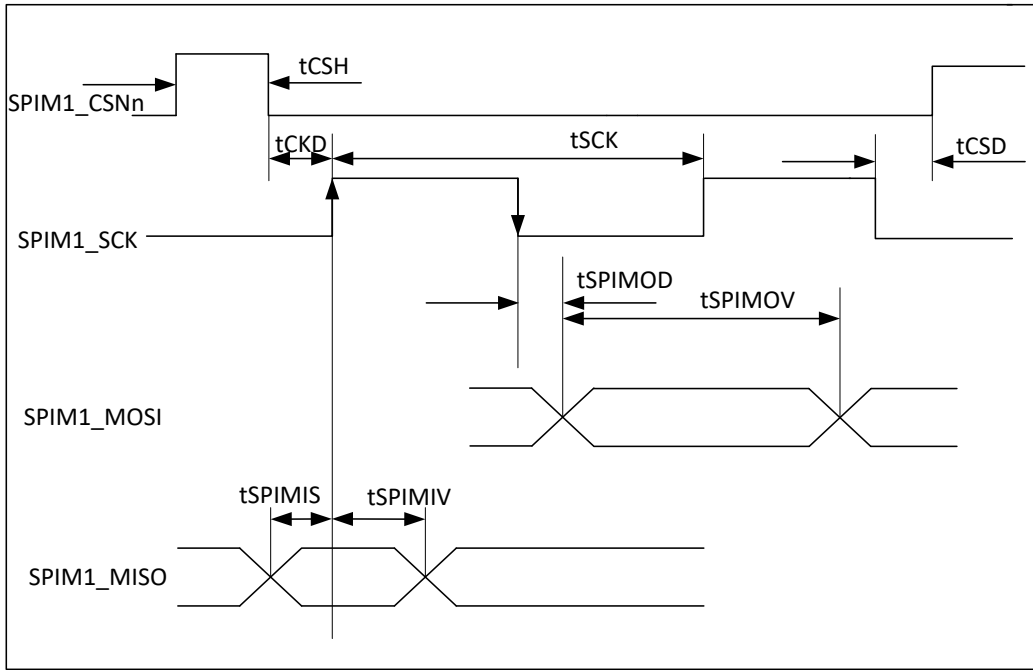 tCSH
SPIM1_CSNn
tCKD
tSCK
tCSD
SPIM1_SCK
tSPIMOD
tSPIMOV
SPIM1_MOSI
tSPIMIS
tSPIMIV
SPIM1_MISO